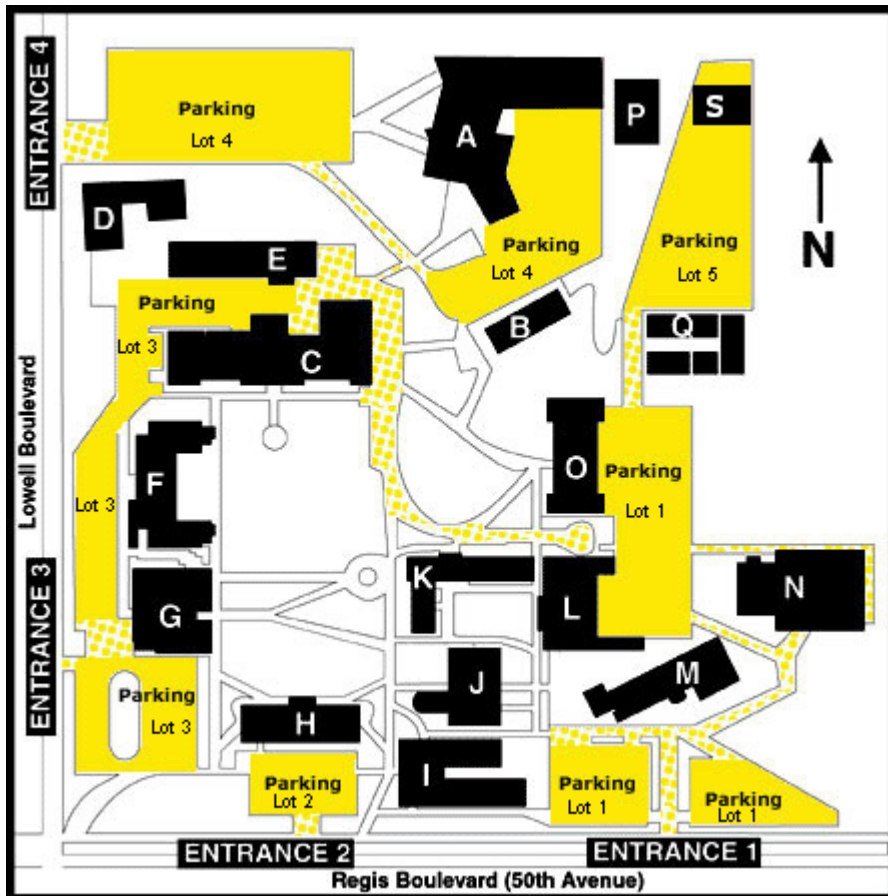 ENTRANCE 4
Parking
Lot 4
A
P
S
D
E
Parking
Lot 4
Parking
Lot 5
N
Parking
Lot 3
B
Q
C
Lowell Boulevard
F
Lot 3
O
Parking
Lot 1
ENTRANCE 3
K
G
L
N
Parking
Lot 3
H
J
M
I
Parking
Lot 2
Parking
Lot 1
Parking
Lot 1
ENTRANCE 2
ENTRANCE 1
Regis Boulevard (50th Avenue)